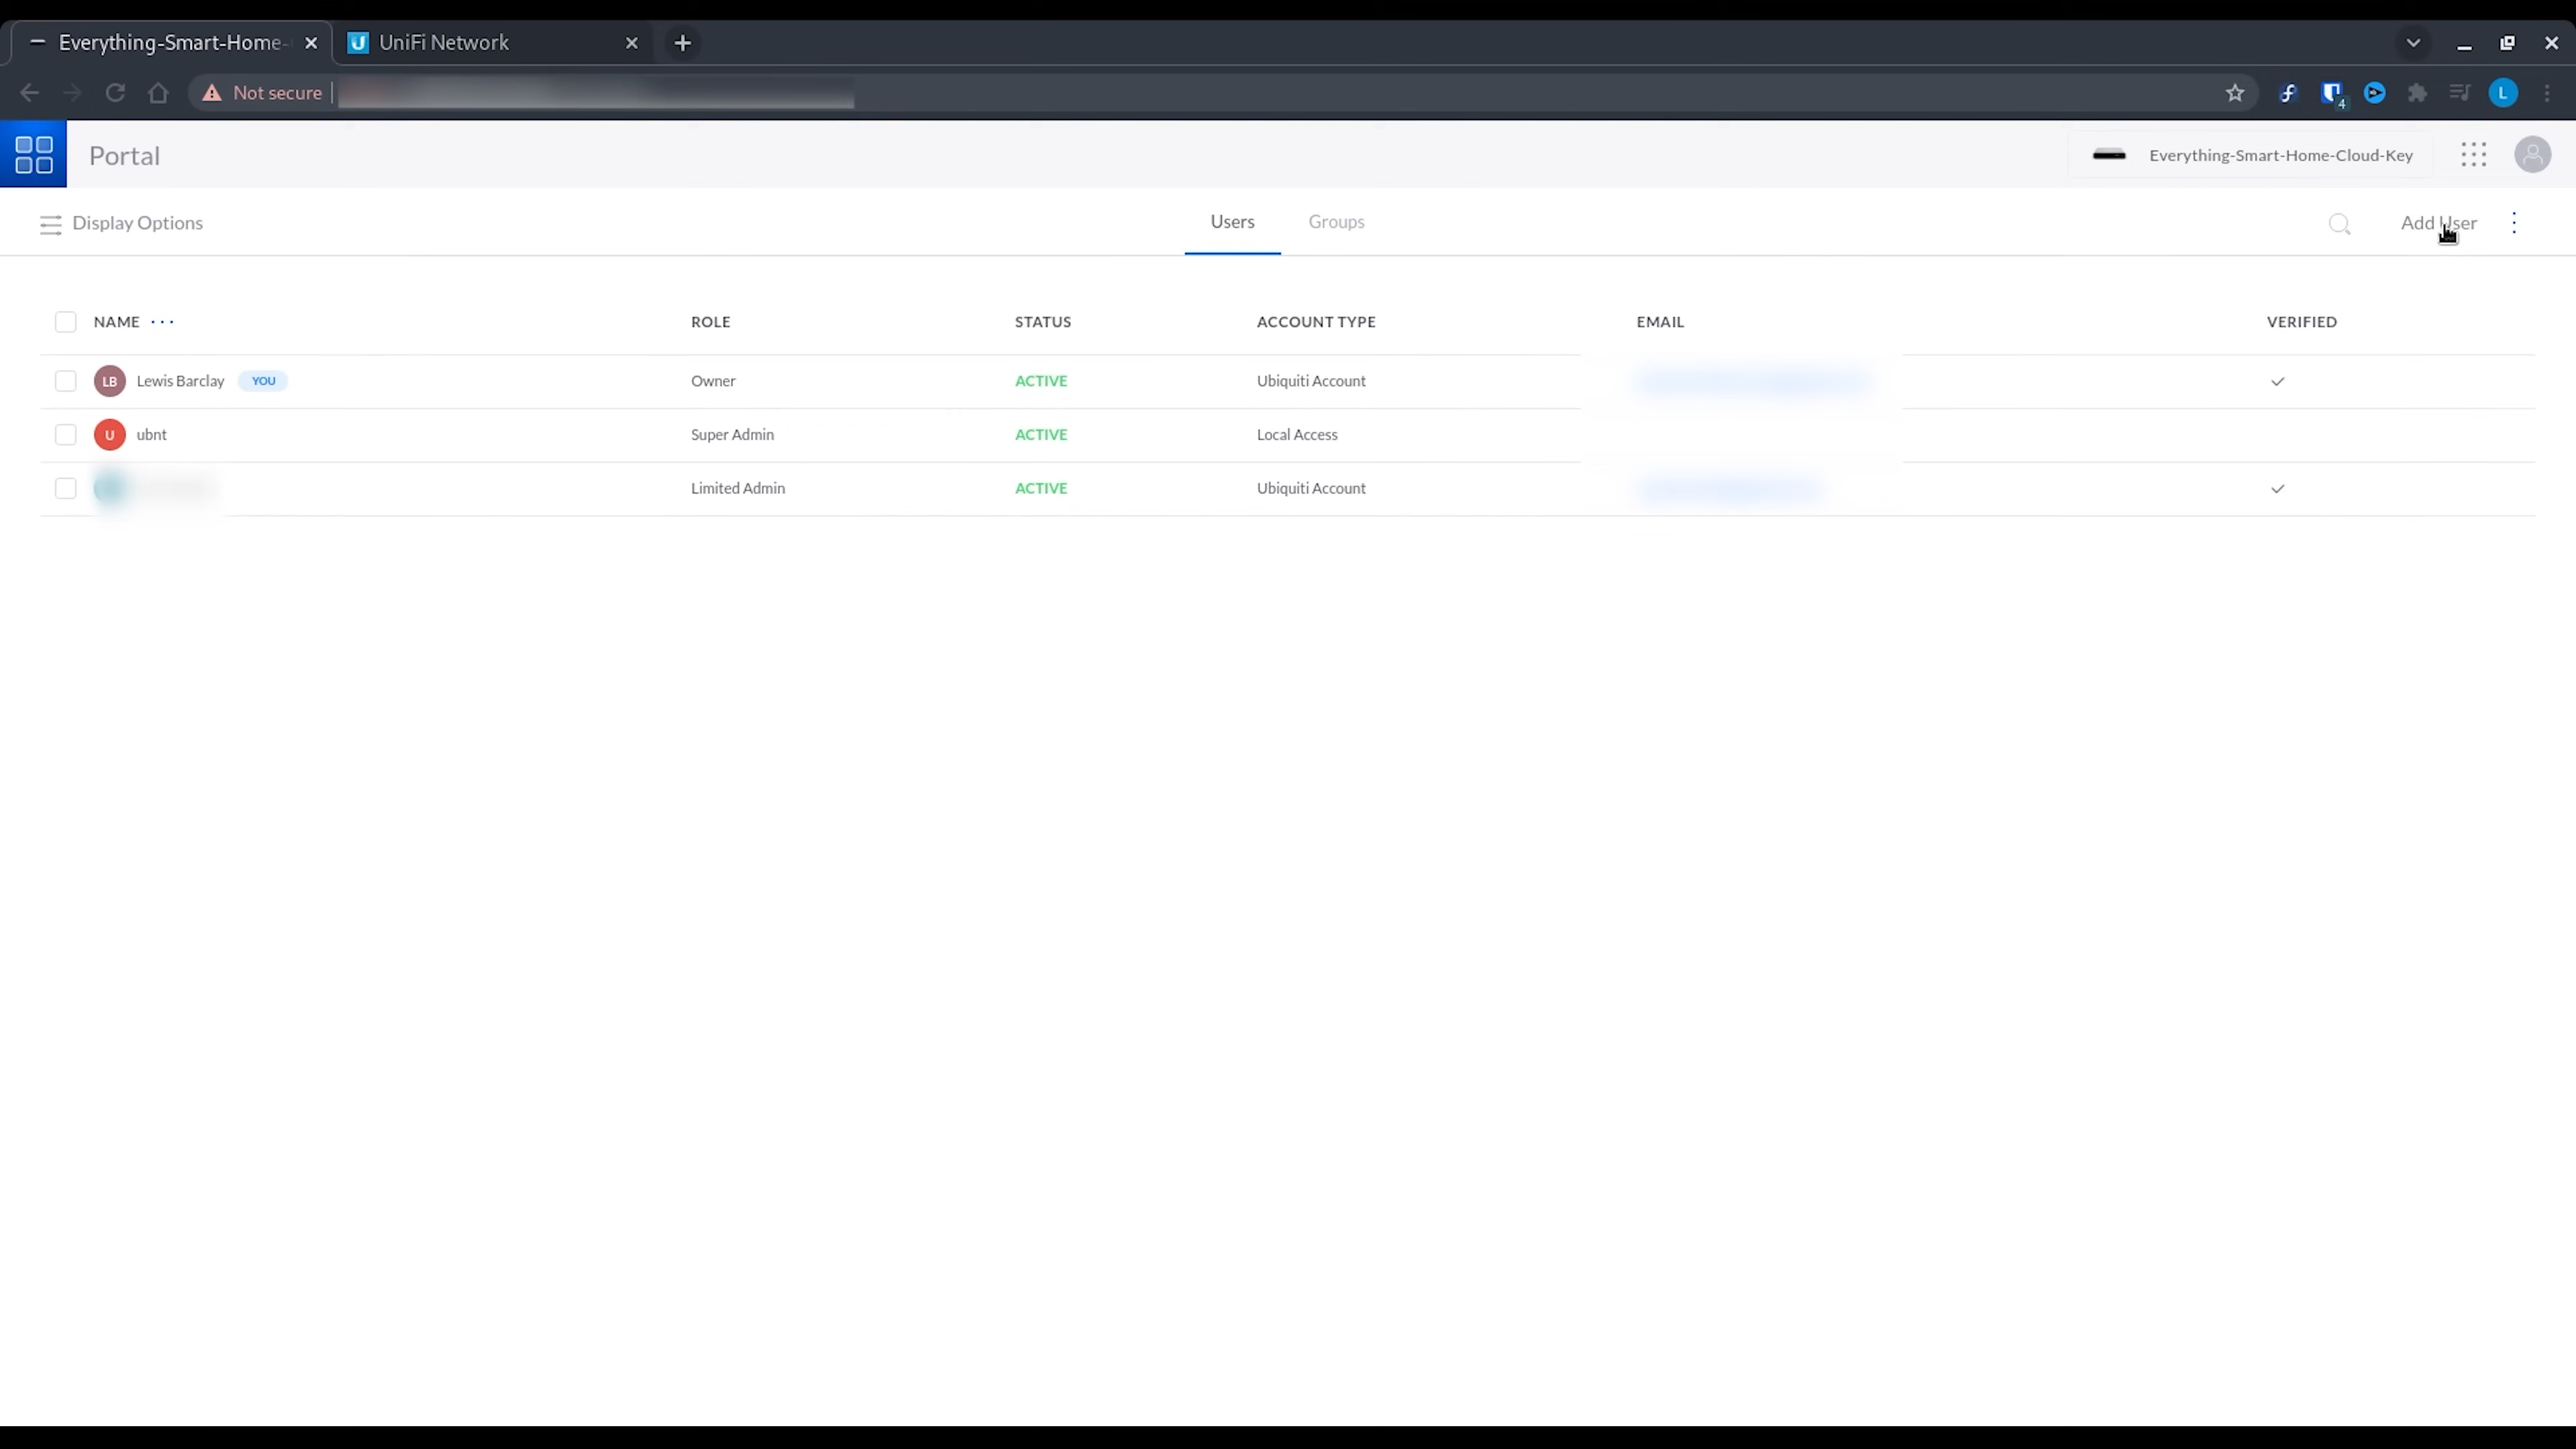 Everything-Smart-Home-
UniFi Network
Not secure
4
L
Portal
Everything-Smart-Home-Cloud-Key
Display Options
Users
Groups
Add User
NAME ROLE STATUS ACCOUNT TYPE EMAIL VERIFIED
LB Lewis Barclay YOU Owner ACTIVE Ubiquiti Account
U ubnt Super Admin ACTIVE Local Access
Limited Admin ACTIVE Ubiquiti Account